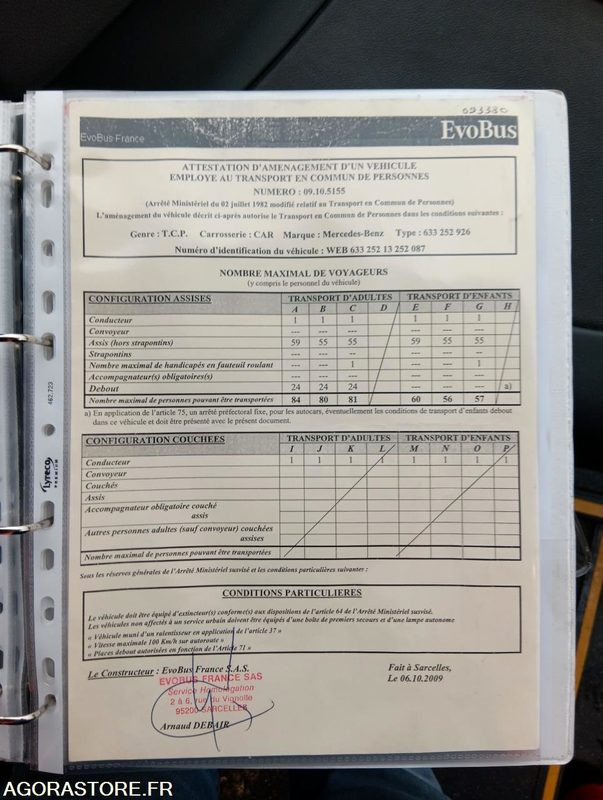 093380
EvoBus France
EvoBus
ATTESTATION D'AMENAGEMENT D'UN VEHICULE
EMPLOYE AU TRANSPORT EN COMMUN DE PERSONNES
NUMERO : 09.10.5155
(Arrêté Ministériel du 02 juillet 1982 modifié relatif au Transport en Commun de Personnes)
L'aménagement du véhicule décrit ci-après autorise le Transport en Commun de Personnes dans les conditions suivantes :
Genre : T.C.P. Carrosserie : CAR Marque : Mercedes-Benz Type : 633 252 926
Numéro d'identification du véhicule : WEB 633 252 13 252 087
NOMBRE MAXIMAL DE VOYAGEURS
(y compris le personnel du véhicule)
CONFIGURATION ASSISES TRANSPORT D'ADULTES TRANSPORT D'ENFANTS
A B C D E F G H
Conducteur 1 1 1 1 1 1
Convoyeur --- --- --- --- --- ---
Assis (hors strapontins) 59 55 55 59 55 55
Strapontins --- --- -- --- --- --
Nombre maximal de handicapés en fauteuil roulant --- --- 1 --- --- 1
Accompagnateur(s) obligatoires(s) --- --- --- --- --- ---
Debout 24 24 24 a)
Nombre maximal de personnes pouvant être transportées 84 80 81 60 56 57
a) En application de l'article 75, un arrêté préfectoral fixe, pour les autocars, éventuellement les conditions de transport d'enfants debout
dans ce véhicule et doit être présenté avec le présent document.
CONFIGURATION COUCHEES TRANSPORT D'ADULTES TRANSPORT D'ENFANTS
I J K L M N O P
Conducteur 1 1 1 1 1 1 1 1
Convoyeur
Couchés
Assis
Accompagnateur obligatoire couché
assis
Autres personnes adultes (sauf convoyeur) couchées
assises
Nombre maximal de personnes pouvant être transportées
Sous les réserves générales de l'Arrêté Ministériel susvisé et les conditions particulières suivantes :
CONDITIONS PARTICULIERES
Le véhicule doit être équipé d'extincteur(s) conforme(s) aux dispositions de l'article 64 de l'Arrêté Ministériel susvisé.
Les véhicules non affectés à un service urbain doivent être équipés d'une boîte de premiers secours et d'une lampe autonome
« Véhicule muni d'un ralentisseur en application de l'article 37 »
« Vitesse maximale 100 Km/h sur autoroute »
« Places debout autorisées en fonction de l'Article 71 »
Le Constructeur : EvoBus France S.A.S.
Fait à Sarcelles,
Le 06.10.2009
EVOBUS FRANCE SAS
Service Homologation
2 à 6, rue du Vignolle
95200 SARCELLES
Arnaud DEBAIR
462.723
Lyreco
PREMIUM
AGORASTORE.FR